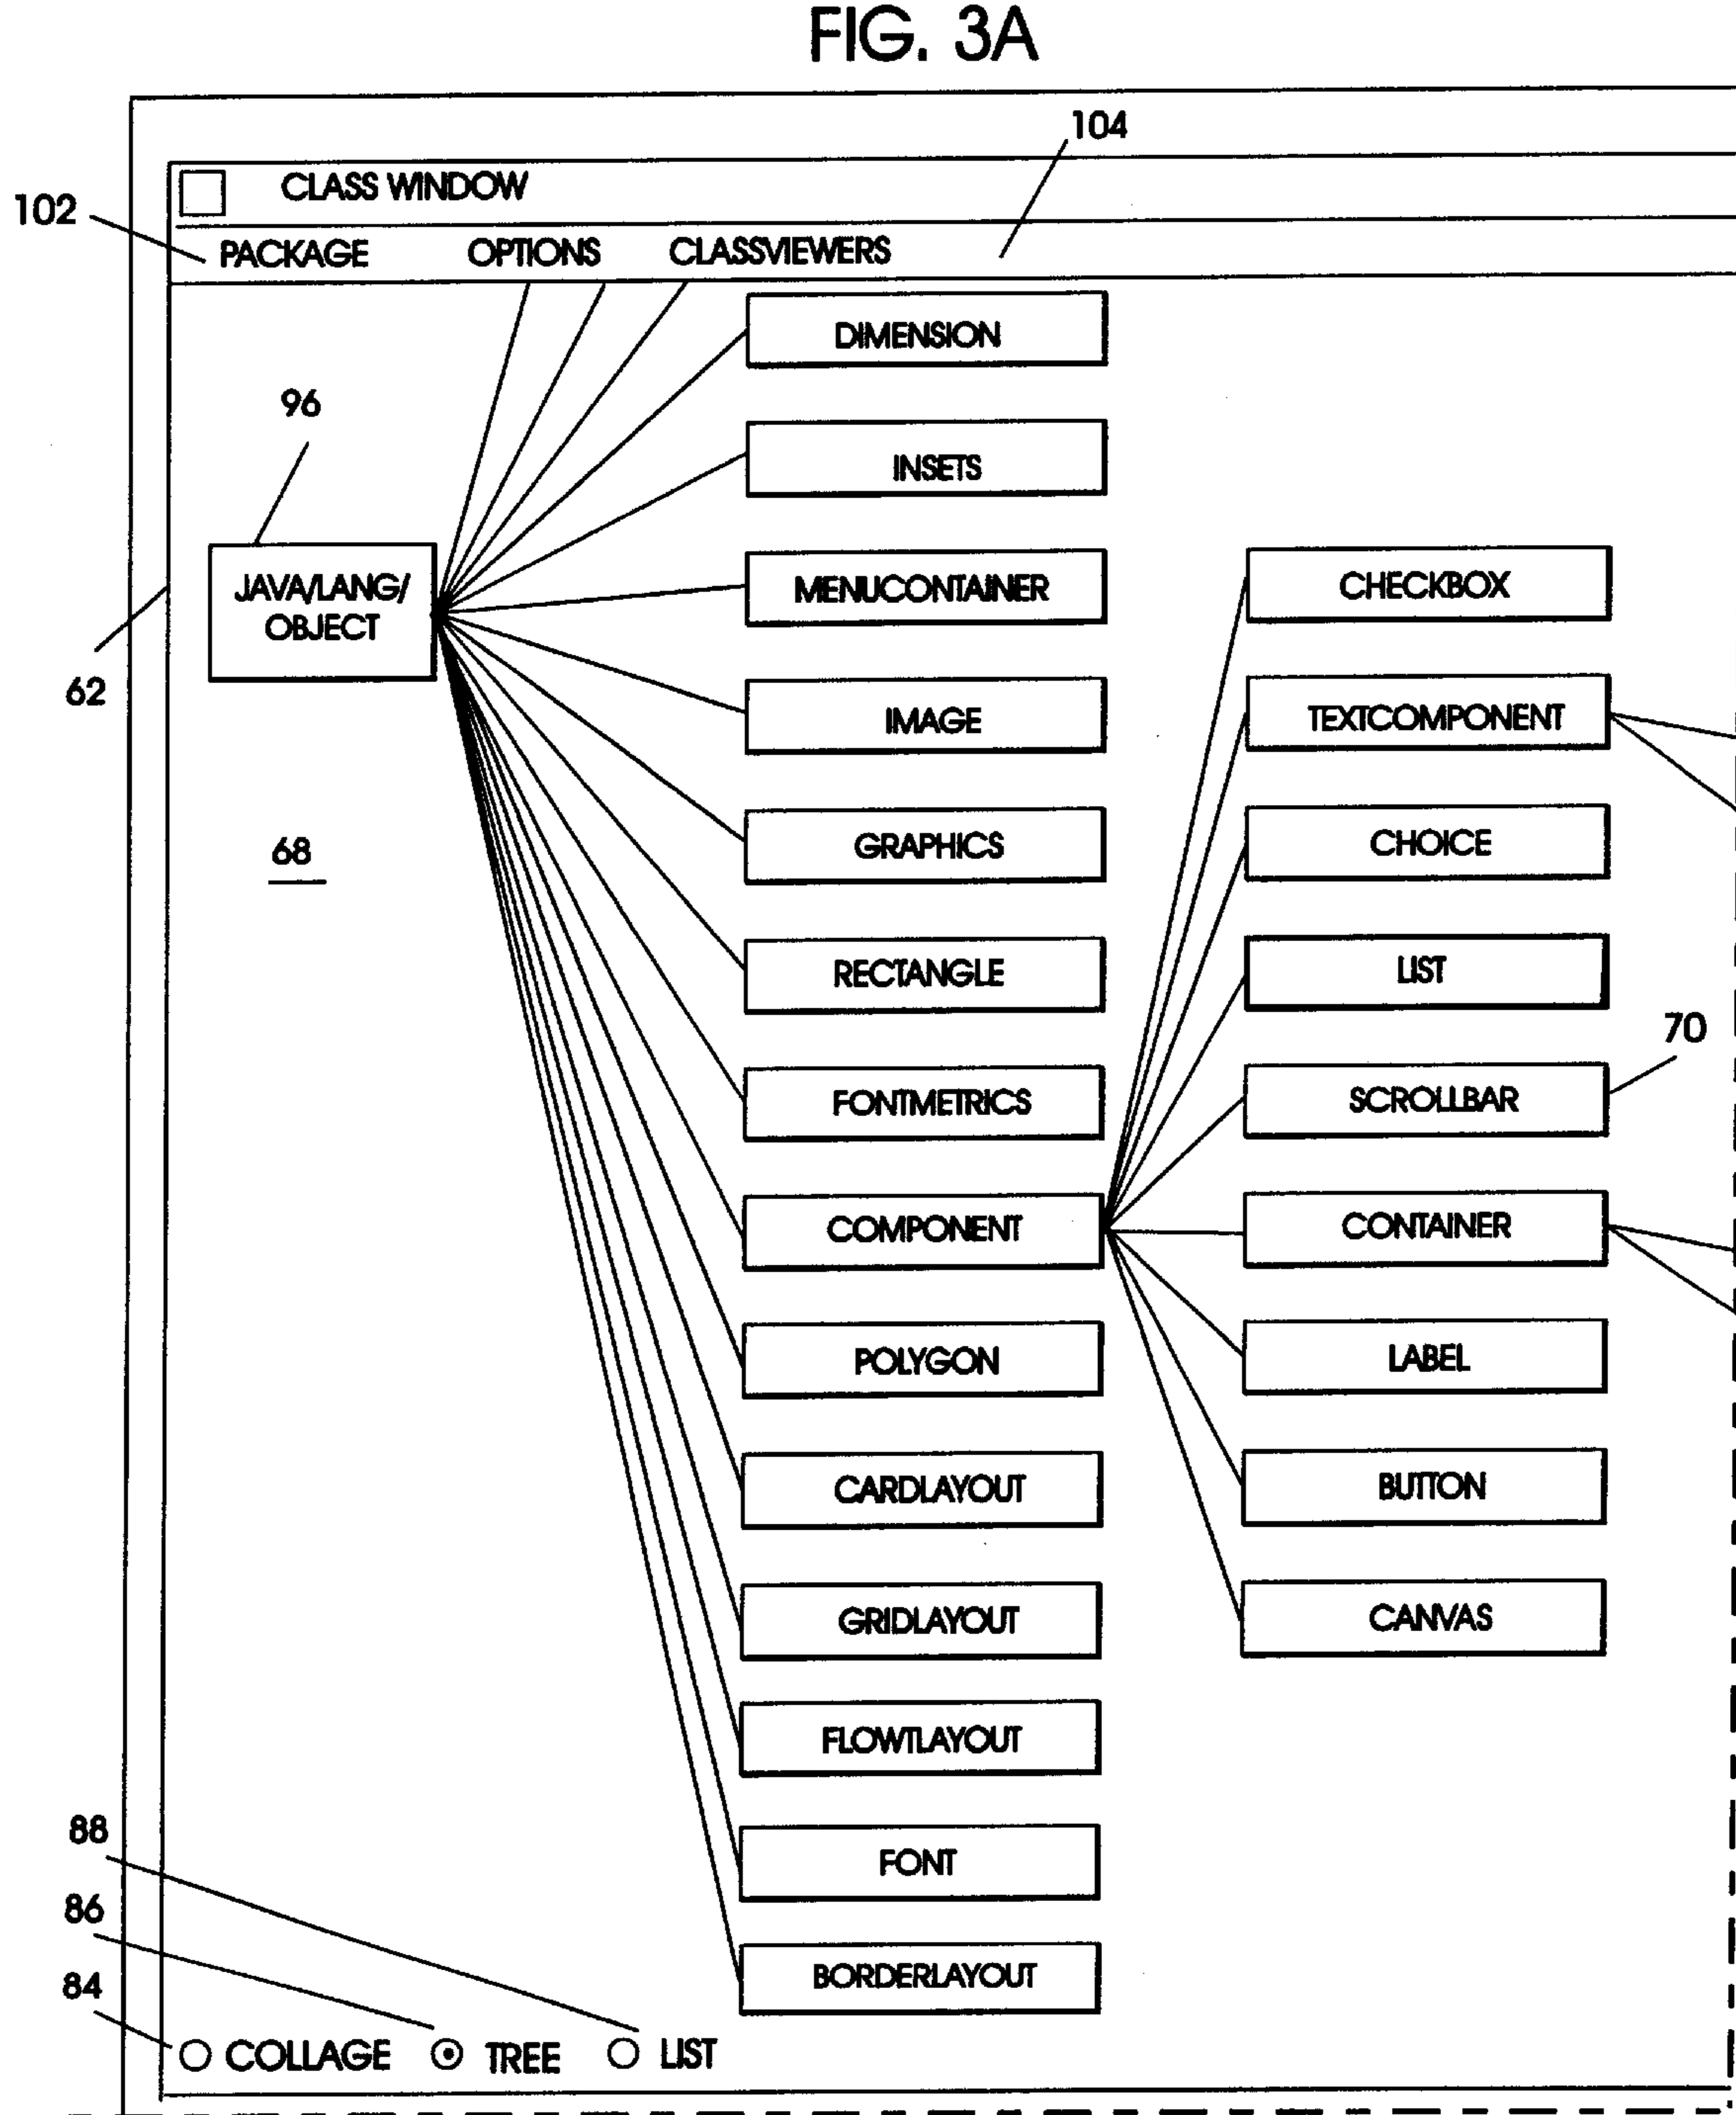 FIG. 3A
104
CLASS WINDOW
102
PACKAGE OPTIONS CLASSVIEWERS
DIMENSION
96
INSETS
JAVA/LANG/
OBJECT
MENUCONTAINER
CHECKBOX
62
IMAGE
TEXTCOMPONENT
68
GRAPHICS
CHOICE
RECTANGLE
LIST
70
FONTMETRICS
SCROLLBAR
COMPONENT
CONTAINER
POLYGON
LABEL
CARDLAYOUT
BUTTON
GRIDLAYOUT
CANVAS
FLOWTLAYOUT
88
FONT
86
BORDERLAYOUT
84
COLLAGE TREE LIST